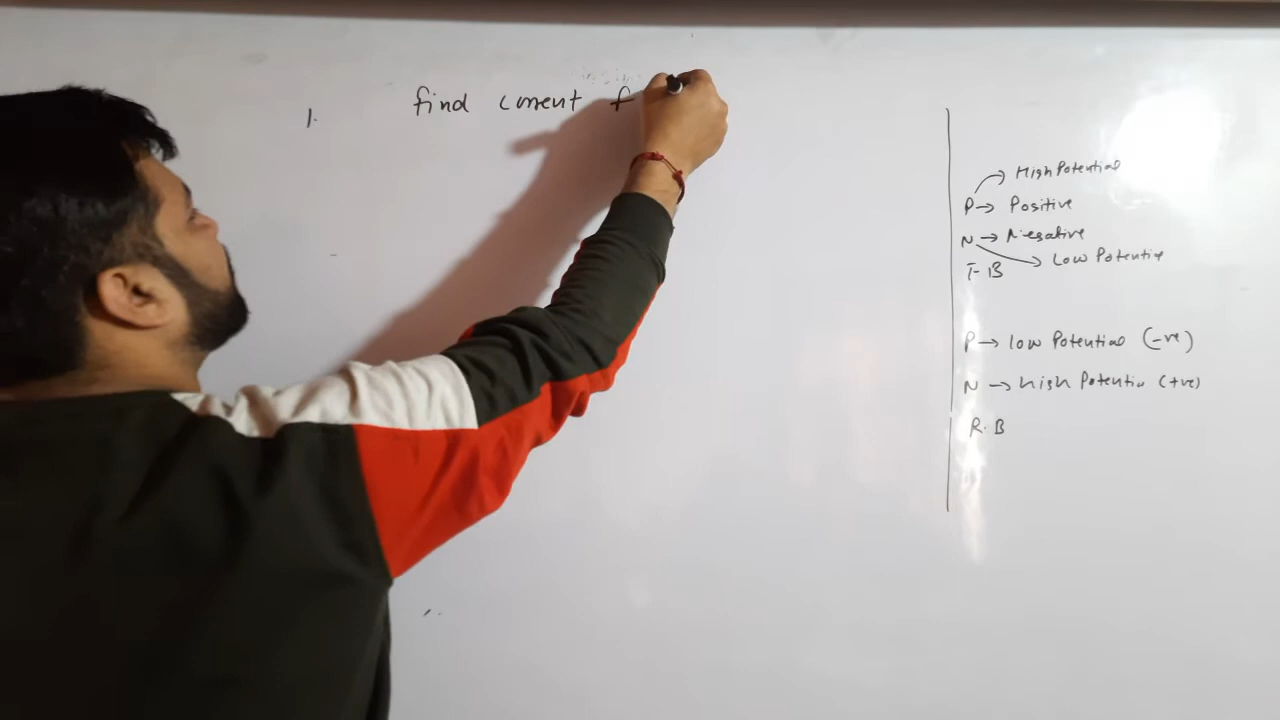 1. find current f
High Potential
P → Positive
N → Negative
Low Potential
F B
P → low Potential (-ve)
N → high Potential (+ve)
R. B